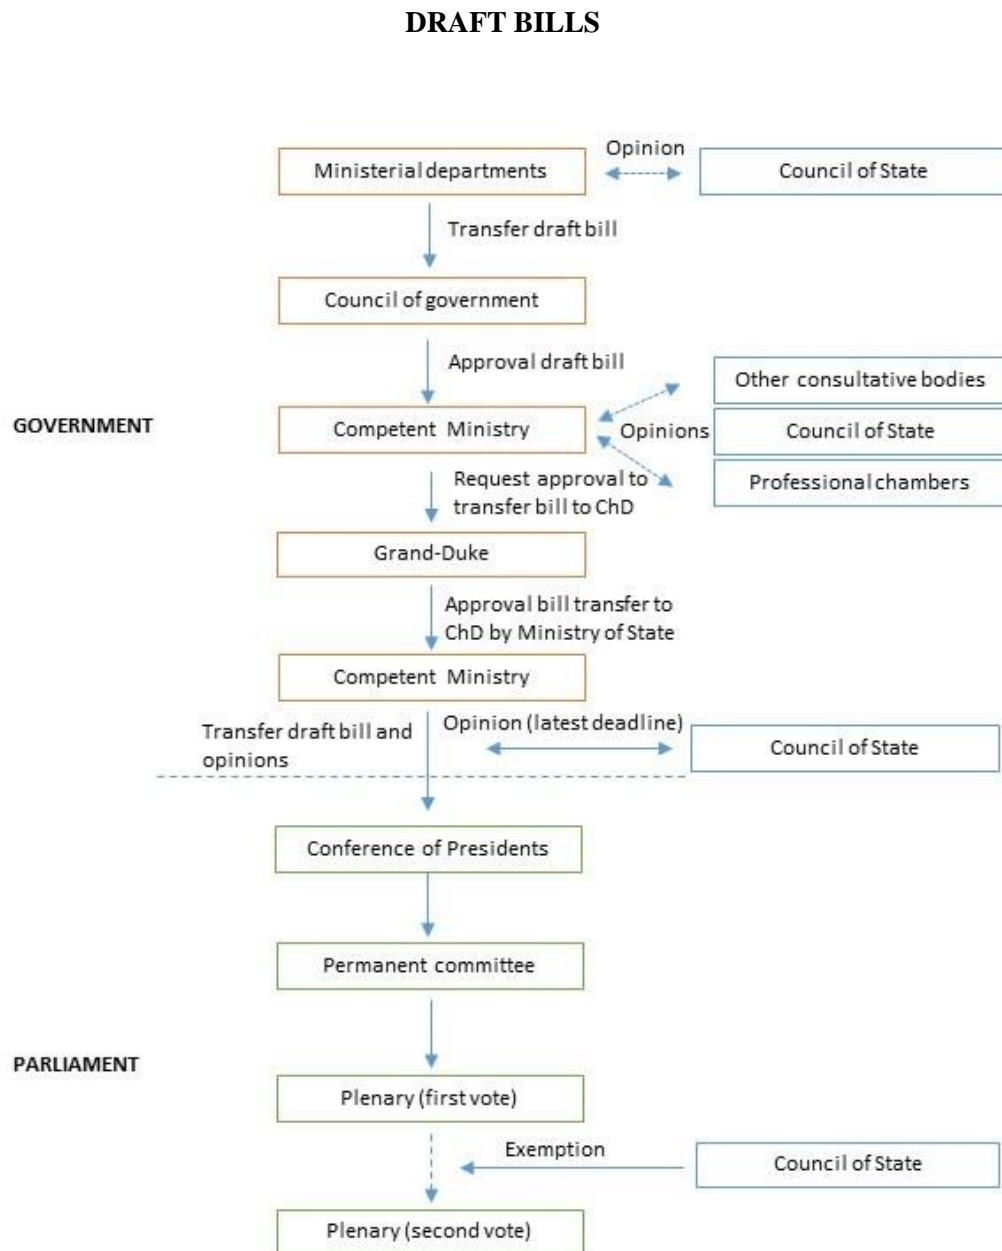 DRAFT BILLS
Ministerial departments
Opinion
Council of State
Transfer draft bill
Council of government
Approval draft bill
Other consultative bodies
GOVERNMENT
Competent Ministry
Opinions
Council of State
Professional chambers
Request approval to
transfer bill to ChD
Grand-Duke
Approval bill transfer to
ChD by Ministry of State
Competent Ministry
Transfer draft bill and
opinions
Opinion (latest deadline)
Council of State
Conference of Presidents
Permanent committee
PARLIAMENT
Plenary (first vote)
Exemption
Council of State
Plenary (second vote)